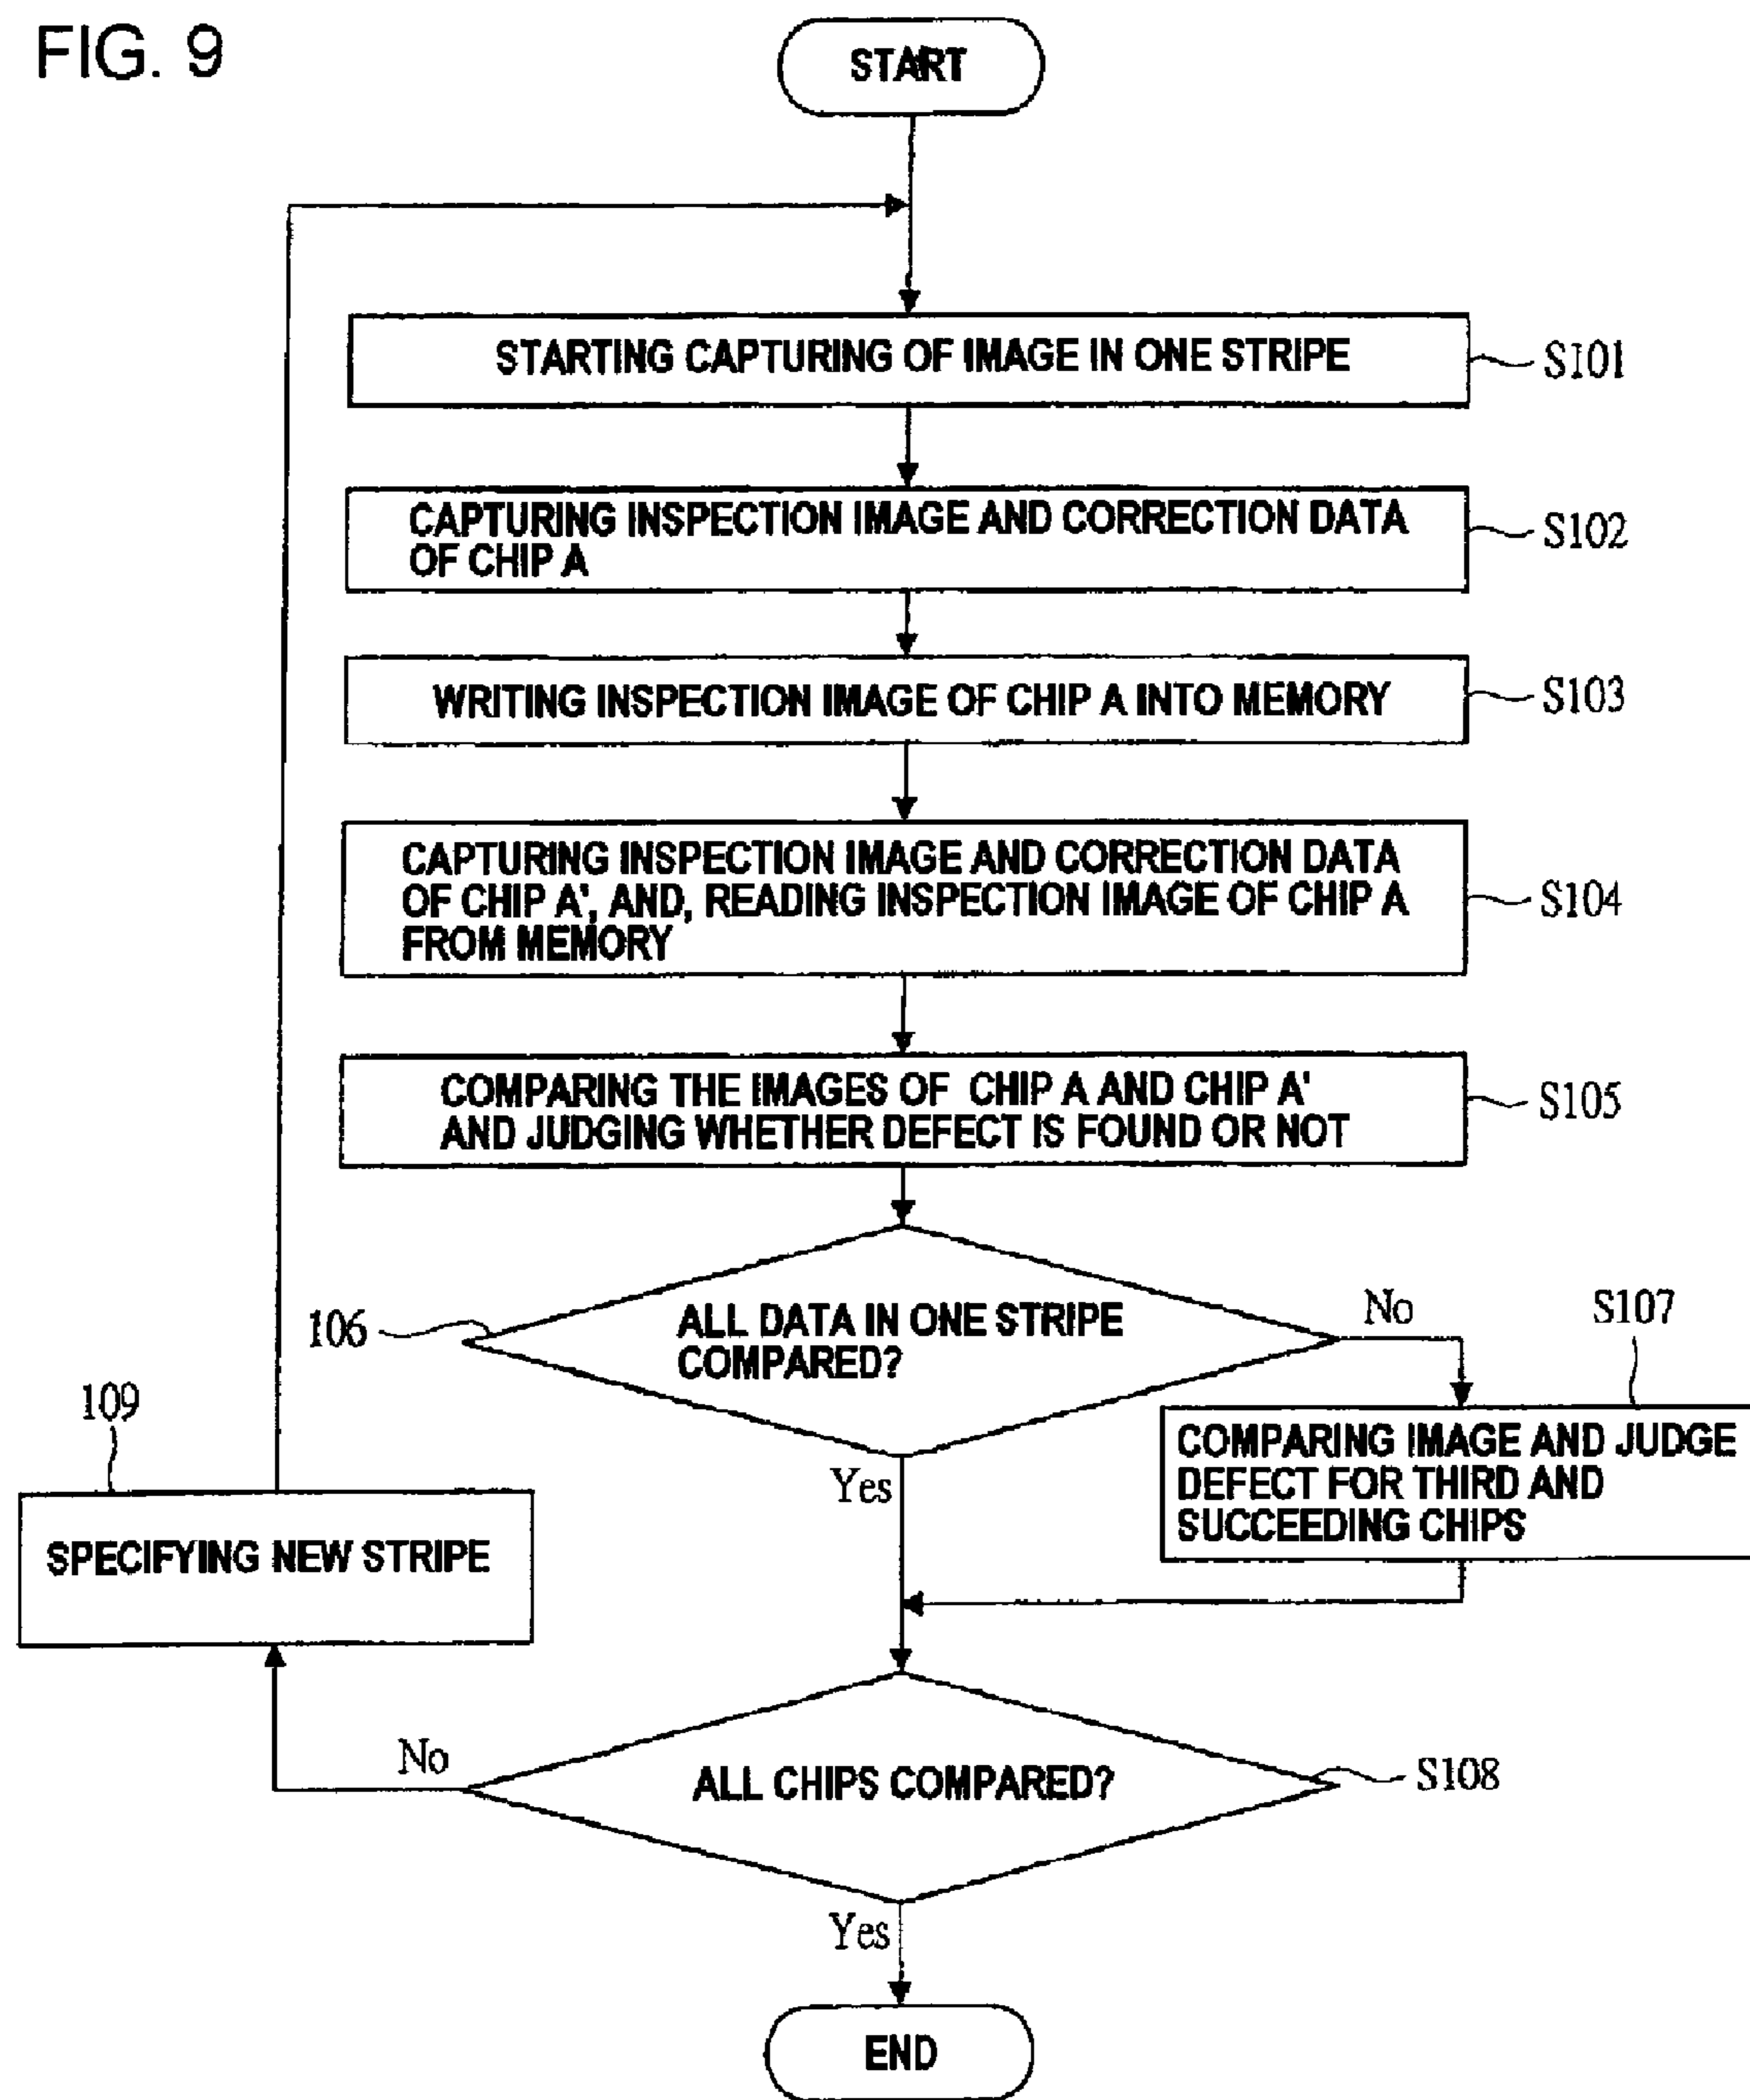 FIG. 9
START
STARTING CAPTURING OF IMAGE IN ONE STRIPE
S101
CAPTURING INSPECTION IMAGE AND CORRECTION DATA
OF CHIP A
S102
WRITING INSPECTION IMAGE OF CHIP A INTO MEMORY
S103
CAPTURING INSPECTION IMAGE AND CORRECTION DATA
OF CHIP A', AND, READING INSPECTION IMAGE OF CHIP A
FROM MEMORY
S104
COMPARING THE IMAGES OF CHIP A AND CHIP A'
AND JUDGING WHETHER DEFECT IS FOUND OR NOT
S105
106
ALL DATA IN ONE STRIPE
COMPARED?
No
S107
COMPARING IMAGE AND JUDGE
DEFECT FOR THIRD AND
SUCCEEDING CHIPS
Yes
109
SPECIFYING NEW STRIPE
No
ALL CHIPS COMPARED?
S108
Yes
END